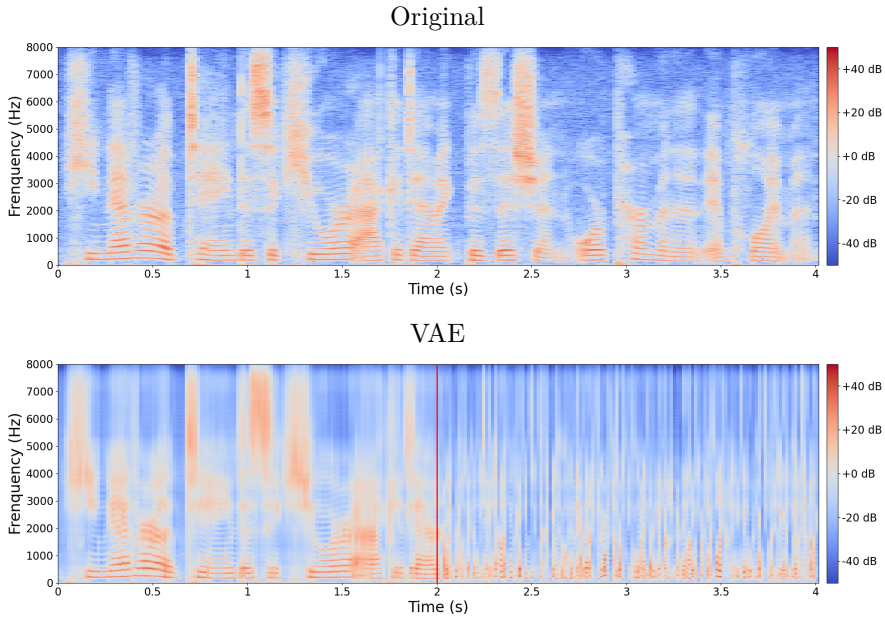 Original
8000
7000
6000
5000
4000
3000
2000
1000
0
Frenquency (Hz)
0 0.5 1 1.5 2 2.5 3 3.5 4
Time (s)
+40 dB
+20 dB
+0 dB
-20 dB
-40 dB
VAE
8000
7000
6000
5000
4000
3000
2000
1000
0
Frenquency (Hz)
0 0.5 1 1.5 2 2.5 3 3.5 4
Time (s)
+40 dB
+20 dB
+0 dB
-20 dB
-40 dB